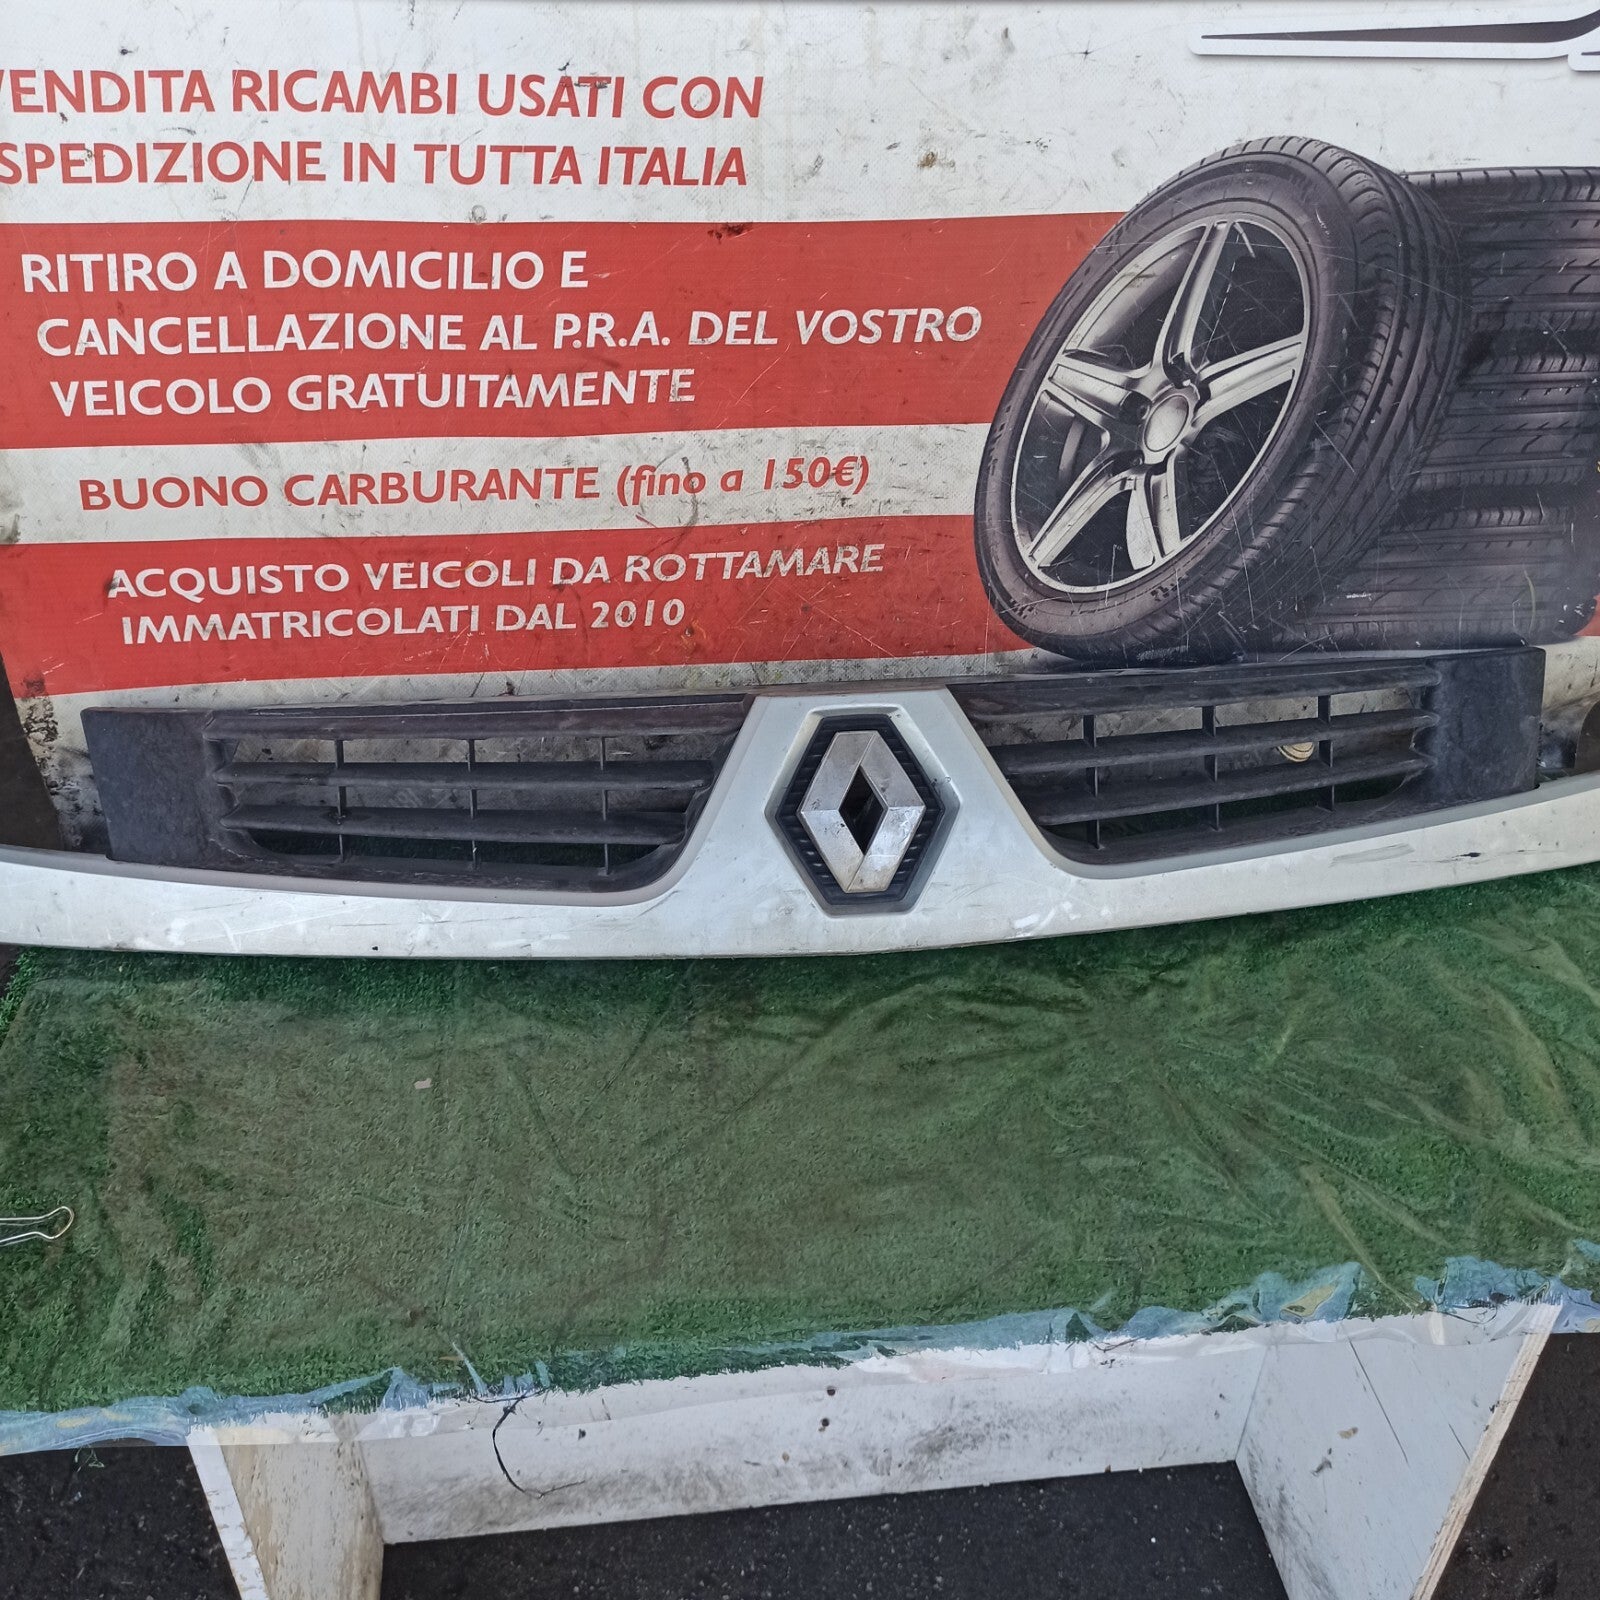 VENDITA RICAMBI USATI CON
SPEDIZIONE IN TUTTA ITALIA
RITIRO A DOMICILIO E
CANCELLAZIONE AL P.R.A. DEL VOSTRO
VEICOLO GRATUITAMENTE
BUONO CARBURANTE (fino a 150€)
ACQUISTO VEICOLI DA ROTTAMARE
IMMATRICOLATI DAL 2010